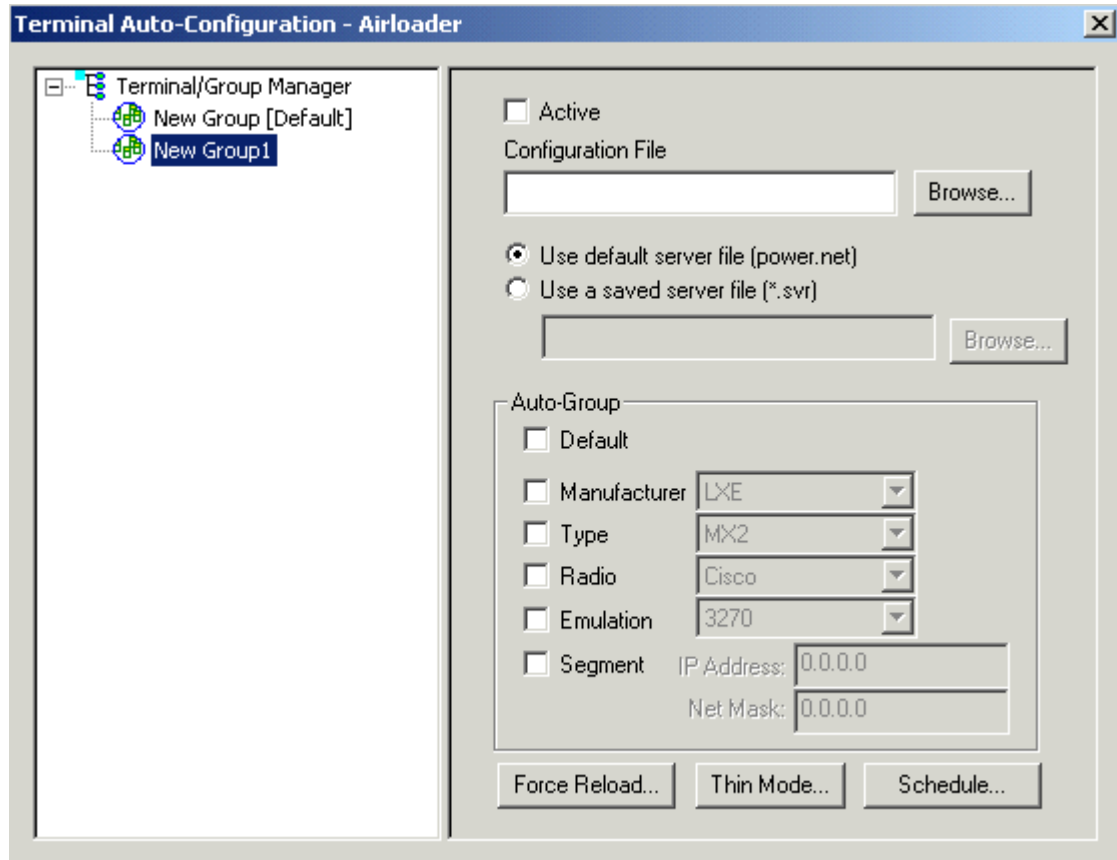 Terminal Auto-Configuration - Airloader
Terminal/Group Manager
New Group [Default]
New Group1
Active
Configuration File
Browse...
Use default server file (power.net)
Use a saved server file (*.svr)
Browse...
Auto-Group
Default
Manufacturer LXE
Type MX2
Radio Cisco
Emulation 3270
Segment IP Address: 0.0.0.0
Net Mask: 0.0.0.0
Force Reload... Thin Mode... Schedule...